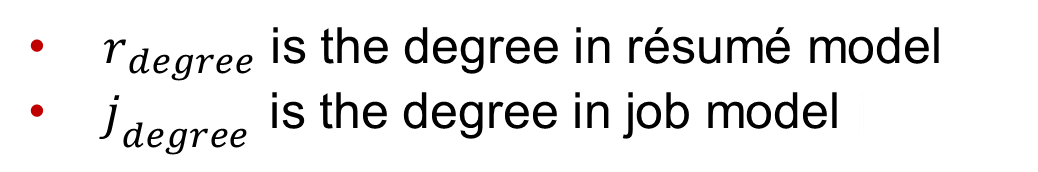 • r_degree is the degree in résumé model
• j_degree is the degree in job model